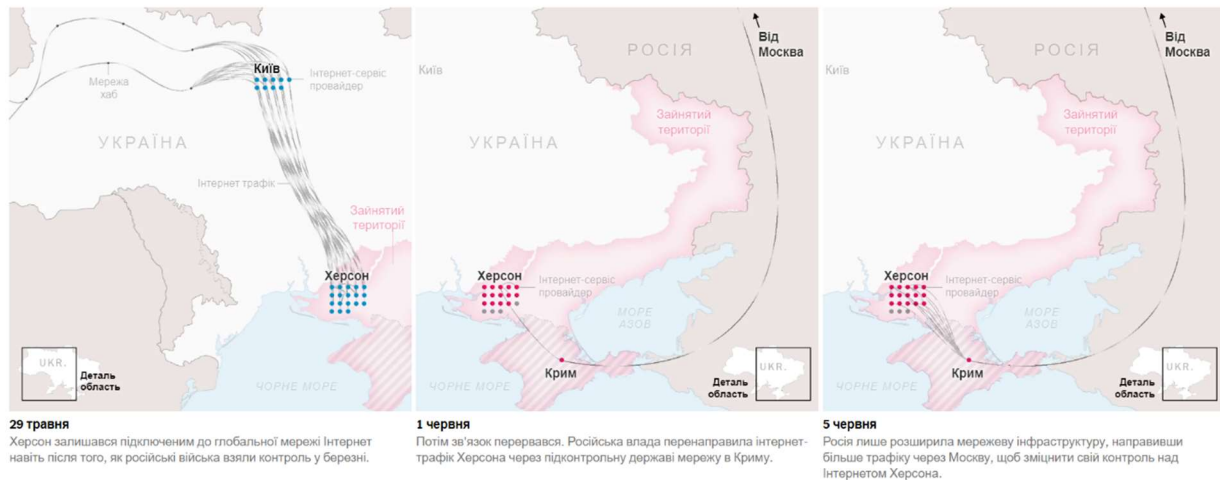 Київ
Інтернет-сервіс
провайдер
Мережа
хаб
УКРАЇНА
Інтернет трафік
Зайнятий
території
Херсон
UKR.
Деталь
область
ЧОРНЕ МОРЕ
29 травня
Херсон залишався підключеним до глобальної мережі Інтернет
навіть після того, як російські війська взяли контроль у березні.
Від
Москва
РОСІЯ
Київ
Зайнятий
території
УКРАЇНА
Херсон
Інтернет-сервіс
провайдер
МОРЕ
АЗОВ
Крим
ЧОРНЕ МОРЕ
UKR.
Деталь
область
1 червня
Потім зв'язок перервався. Російська влада перенаправила інтернет-
трафік Херсона через підконтрольну державі мережу в Криму.
Від
Москва
РОСІЯ
Київ
Зайнятий
території
УКРАЇНА
Херсон
Інтернет-сервіс
провайдер
МОРЕ
АЗОВ
Крим
ЧОРНЕ МОРЕ
UKR.
Деталь
область
5 червня
Росія лише розширила мережеву інфраструктуру, направивши
більше трафіку через Москву, щоб зміцнити свій контроль над
Інтернетом Херсона.